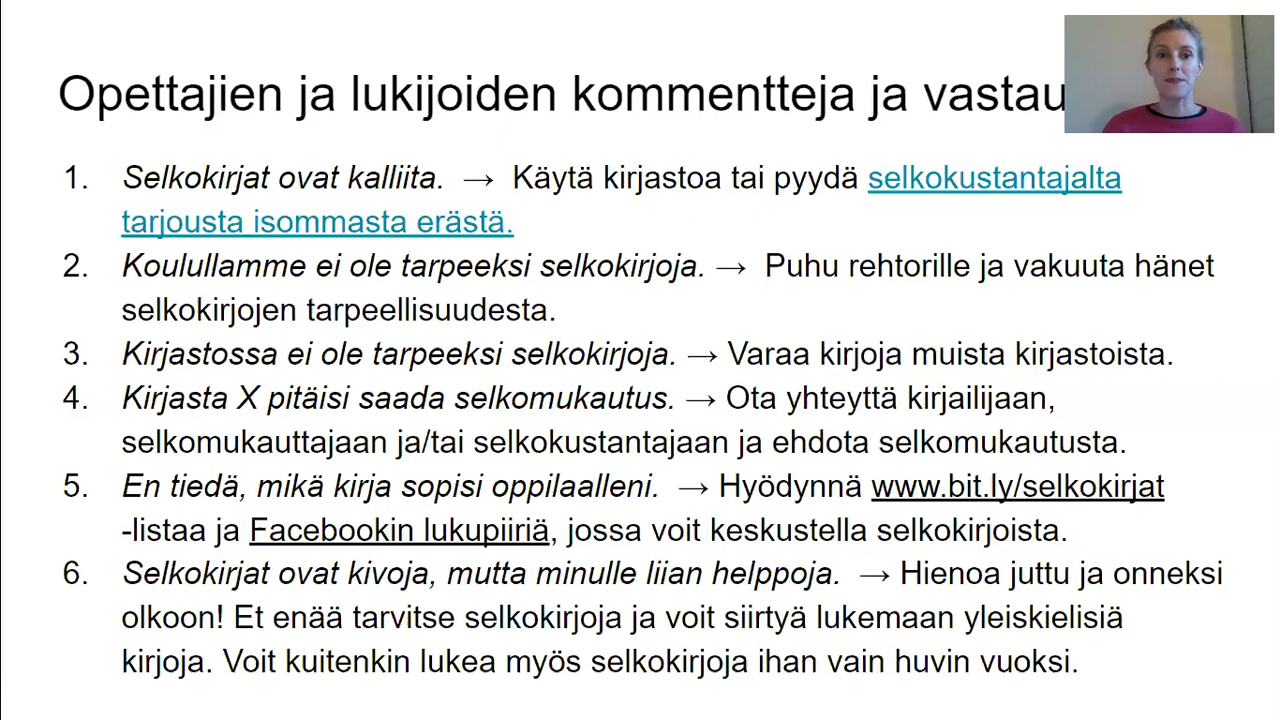 Opettajien ja lukijoiden kommentteja ja
1. Selkokirjat ovat kalliita. → Käytä kirjastoa tai pyydä selkokustantajalta
tarjousta isommasta erästä.
2. Koulullamme ei ole tarpeeksi selkokirjoja. → Puhu rehtorille ja vakuuta hänet
selkokirjojen tarpeellisuudesta.
3. Kirjastossa ei ole tarpeeksi selkokirjoja. → Varaa kirjoja muista kirjastoista.
4. Kirjasta X pitäisi saada selkomukautus. → Ota yhteyttä kirjailijaan,
selkomukauttajaan ja/tai selkokustantajaan ja ehdota selkomukautusta.
5. En tiedä, mikä kirja sopisi oppilaalleni. → Hyödynnä www.bit.ly/selkokirjat
-listaa ja Facebookin lukupiiriä, jossa voit keskustella selkokirjoista.
6. Selkokirjat ovat kivoja, mutta minulle liian helppoja. → Hienoa juttu ja onneksi
olkoon! Et enää tarvitse selkokirjoja ja voit siirtyä lukemaan yleiskielisiä
kirjoja. Voit kuitenkin lukea myös selkokirjoja ihan vain huvin vuoksi.